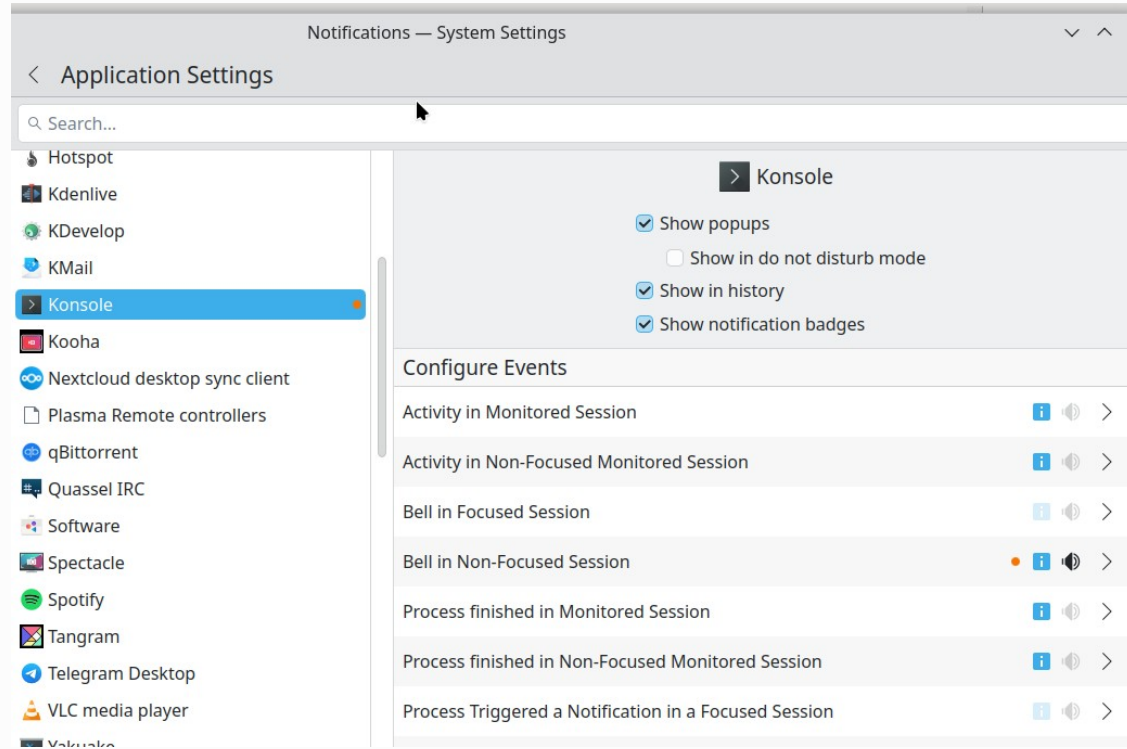 Notifications — System Settings
Application Settings
Search...
Hotspot
Kdenlive
KDevelop
KMail
Konsole
Kooha
Nextcloud desktop sync client
Plasma Remote controllers
qBittorrent
Quassel IRC
Software
Spectacle
Spotify
Tangram
Telegram Desktop
VLC media player
Yakuake
Konsole
Show popups
Show in do not disturb mode
Show in history
Show notification badges
Configure Events
Activity in Monitored Session
Activity in Non-Focused Monitored Session
Bell in Focused Session
Bell in Non-Focused Session
Process finished in Monitored Session
Process finished in Non-Focused Monitored Session
Process Triggered a Notification in a Focused Session